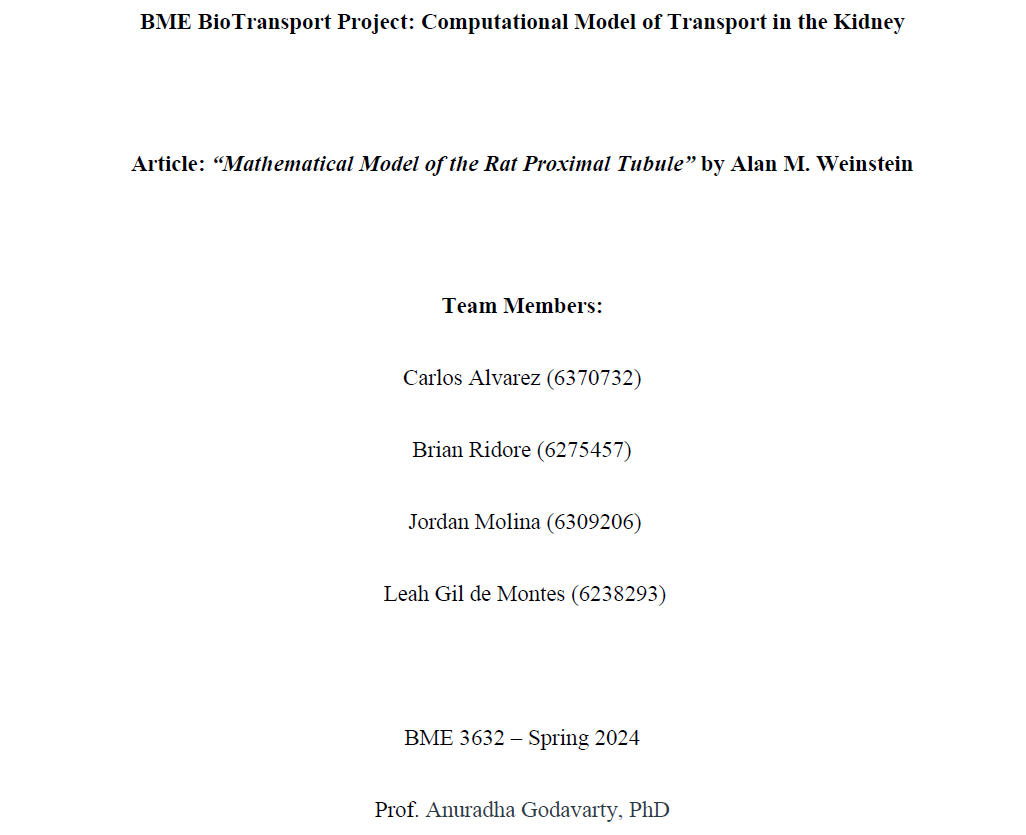 BME BioTransport Project: Computational Model of Transport in the Kidney
Article: “Mathematical Model of the Rat Proximal Tubule” by Alan M. Weinstein
Team Members:
Carlos Alvarez (6370732)
Brian Ridore (6275457)
Jordan Molina (6309206)
Leah Gil de Montes (6238293)
BME 3632 – Spring 2024
Prof. Anuradha Godavarty, PhD